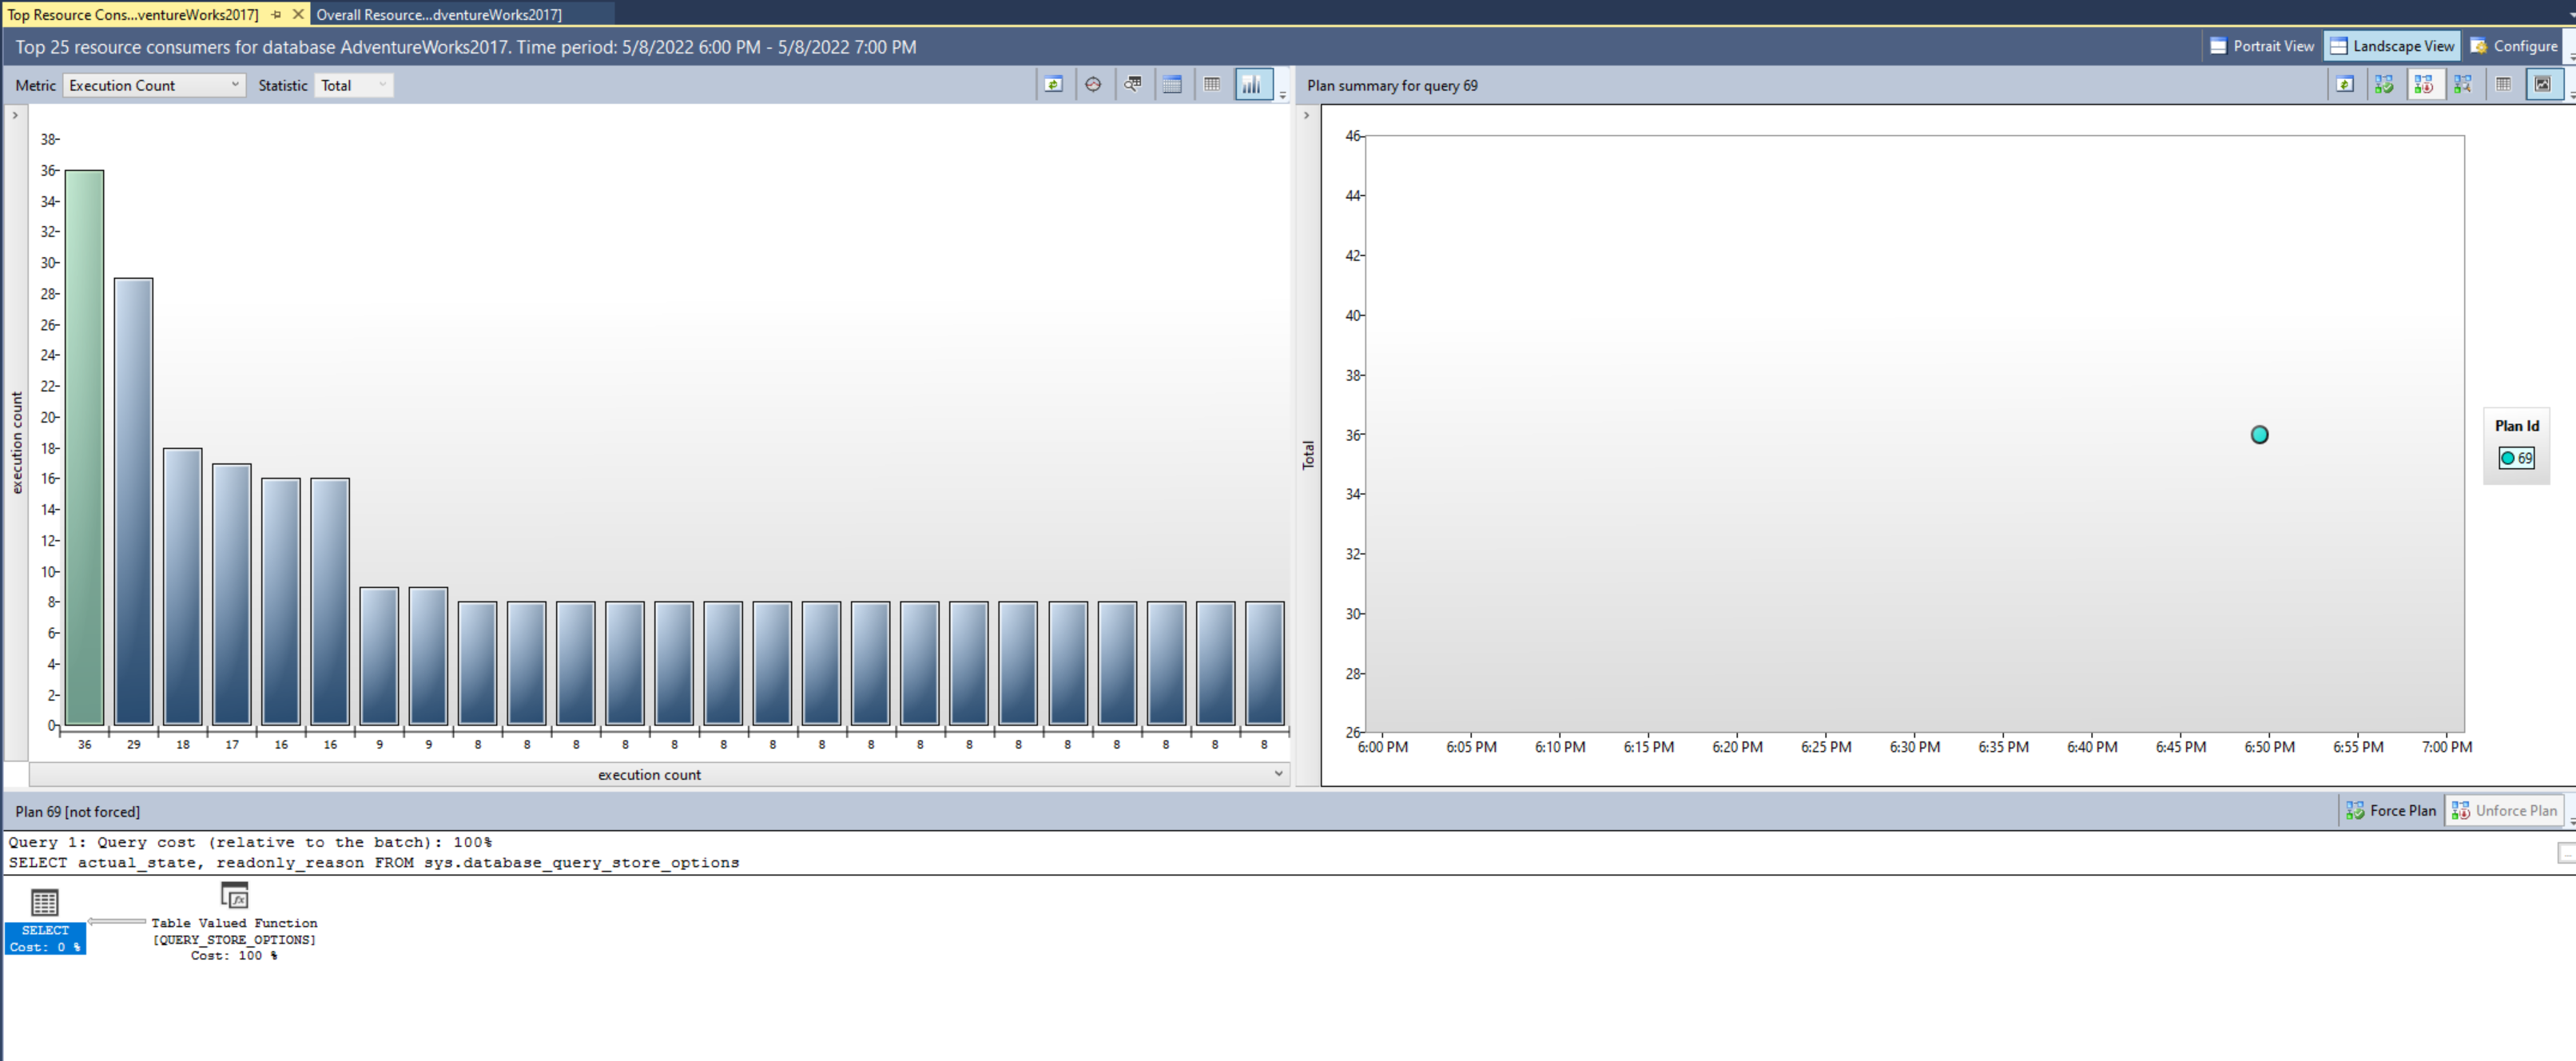 Top Resource Cons...ventureWorks2017]
Overall Resource...dventureWorks2017]
Top 25 resource consumers for database AdventureWorks2017. Time period: 5/8/2022 6:00 PM - 5/8/2022 7:00 PM
Portrait View
Landscape View
Configure
Metric
Execution Count
Statistic
Total
Plan summary for query 69
execution count
38
36
34
32
30
28
26
24
22
20
18
16
14
12
10
8
6
4
2
0
36 29 18 17 16 16 9 9 8 8 8 8 8 8 8 8 8 8 8 8 8 8 8 8 8
execution count
Total
46
44
42
40
38
36
34
32
30
28
26
6:00 PM 6:05 PM 6:10 PM 6:15 PM 6:20 PM 6:25 PM 6:30 PM 6:35 PM 6:40 PM 6:45 PM 6:50 PM 6:55 PM 7:00 PM
Plan Id
69
Plan 69 [not forced]
Force Plan
Unforce Plan
Query 1: Query cost (relative to the batch): 100%
SELECT actual_state, readonly_reason FROM sys.database_query_store_options
...
SELECT
Cost: 0 %
fx
Table Valued Function
[QUERY_STORE_OPTIONS]
Cost: 100 %